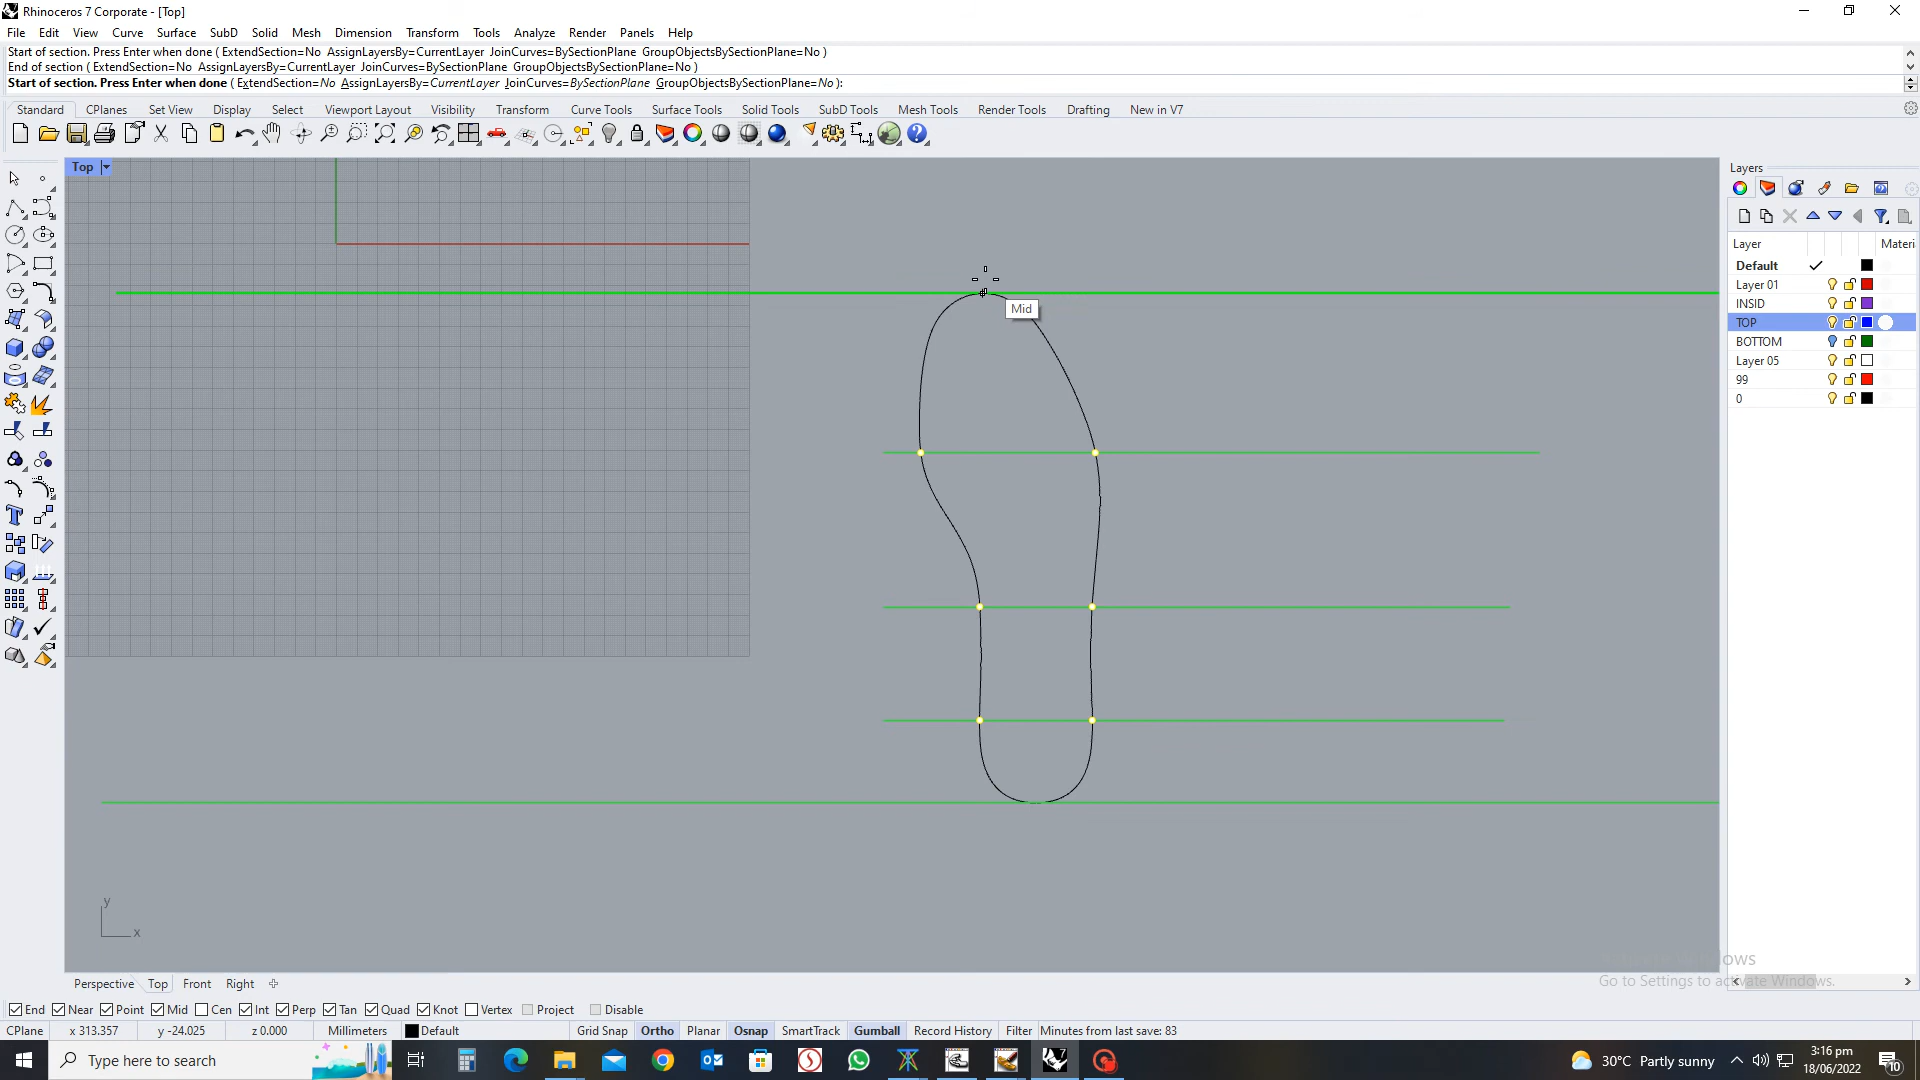 Rhinoceros 7 Corporate - [Top]
File Edit View Curve Surface SubD Solid Mesh Dimension Transform Tools Analyze Render Panels Help
Start of section. Press Enter when done ( ExtendSection=No AssignLayersBy=CurrentLayer JoinCurves=BySectionPlane GroupObjectsBySectionPlane=No )
End of section ( ExtendSection=No AssignLayersBy=CurrentLayer JoinCurves=BySectionPlane GroupObjectsBySectionPlane=No )
Start of section. Press Enter when done ( ExtendSection=No AssignLayersBy=CurrentLayer JoinCurves=BySectionPlane GroupObjectsBySectionPlane=No ):
Standard CPlanes Set View Display Select Viewport Layout Visibility Transform Curve Tools Surface Tools Solid Tools SubD Tools Mesh Tools Render Tools Drafting New in V7
Top
Layers
Layer Materi
Default
Layer 01
INSID
TOP
BOTTOM
Layer 05
99
0
Mid
y
x
Go to Settings to activate Windows.
Perspective Top Front Right
End Near Point Mid Cen Int Perp Tan Quad Knot Vertex Project Disable
CPlane x 313.357 y -24.025 z 0.000 Millimeters Default Grid Snap Ortho Planar Osnap SmartTrack Gumball Record History Filter Minutes from last save: 83
Type here to search
30°C Partly sunny
3:16 pm
18/06/2022
10